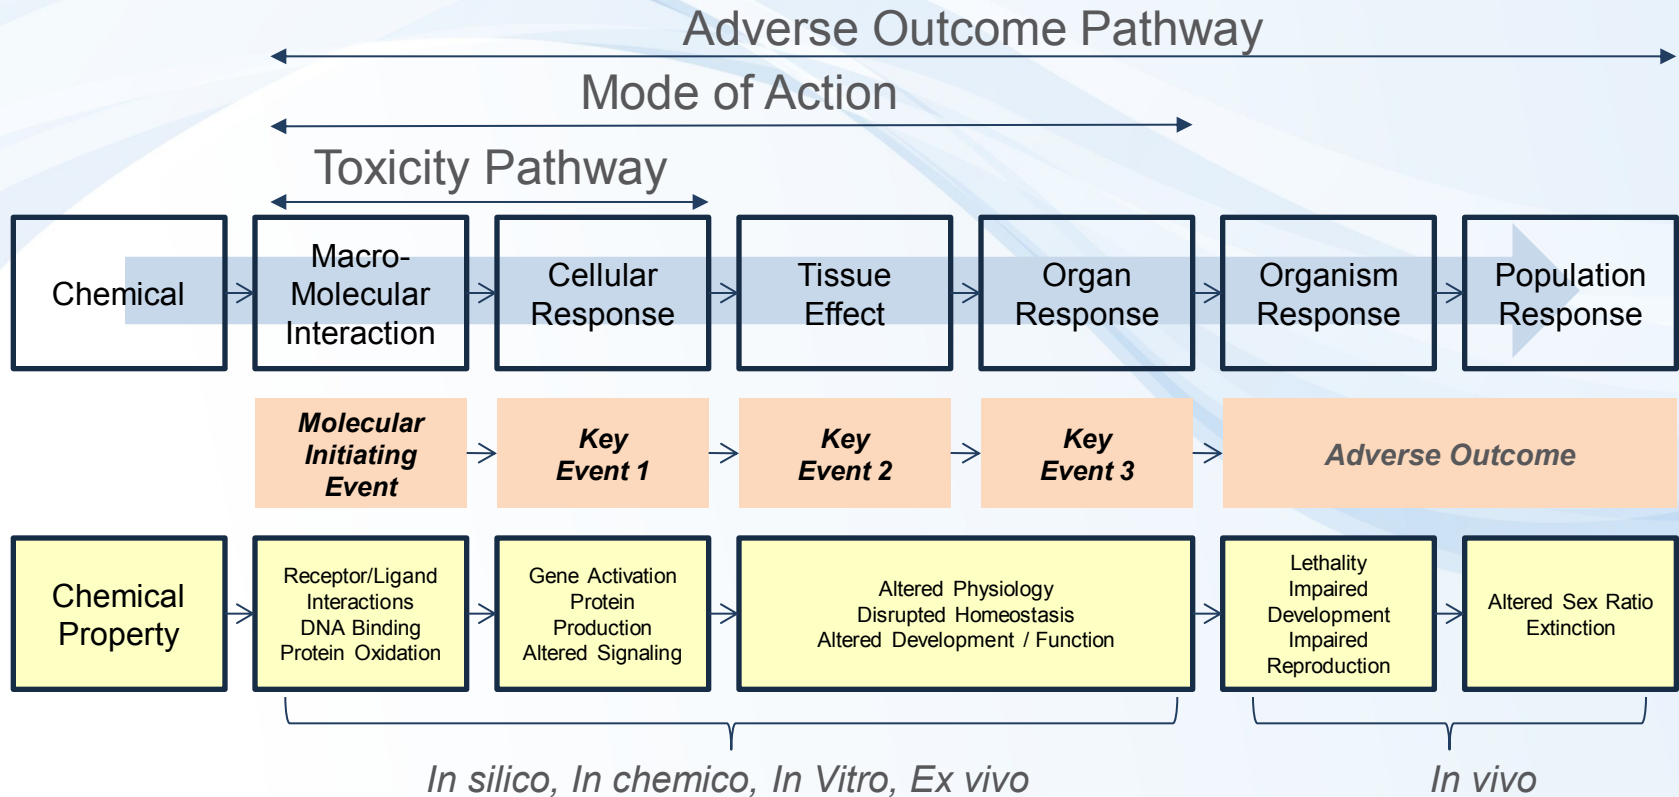 Adverse Outcome Pathway
Mode of Action
Toxicity Pathway
Chemical
Macro-
Molecular
Interaction
Cellular
Response
Tissue
Effect
Organ
Response
Organism
Response
Population
Response
Molecular
Initiating
Event
Key
Event 1
Key
Event 2
Key
Event 3
Adverse Outcome
Chemical
Property
Receptor/Ligand
Interactions
DNA Binding
Protein Oxidation
Gene Activation
Protein
Production
Altered Signaling
Altered Physiology
Disrupted Homeostasis
Altered Development / Function
Lethality
Impaired
Development
Impaired
Reproduction
Altered Sex Ratio
Extinction
In silico, In chemico, In Vitro, Ex vivo
In vivo